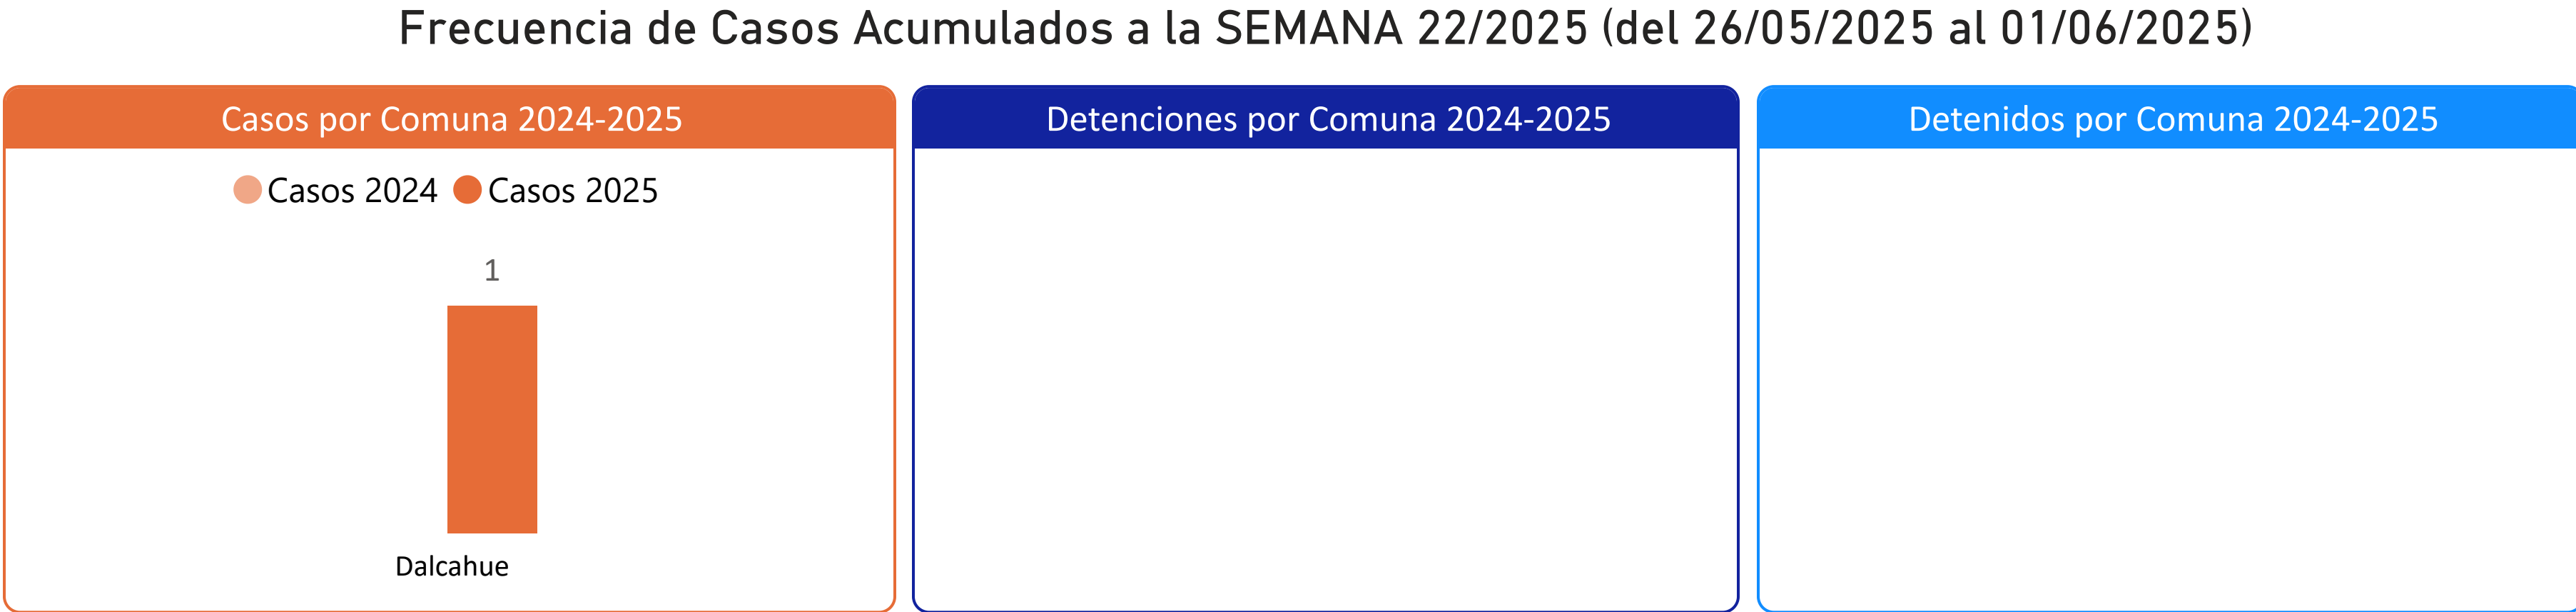 Frecuencia de Casos Acumulados a la SEMANA 22/2025 (del 26/05/2025 al 01/06/2025)
Casos por Comuna 2024-2025
Casos 2024 Casos 2025
1
Dalcahue
Detenciones por Comuna 2024-2025
Detenidos por Comuna 2024-2025